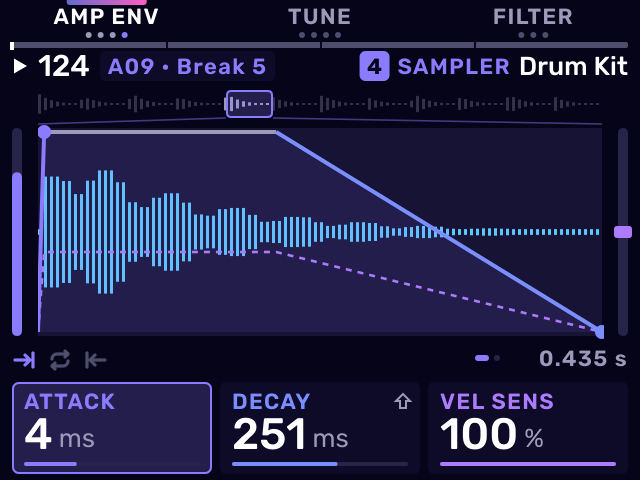 AMP ENV TUNE FILTER
124 A09 • Break 5 4 SAMPLER Drum Kit
0.435 s
ATTACK DECAY VEL SENS
4 ms 251 ms 100 %